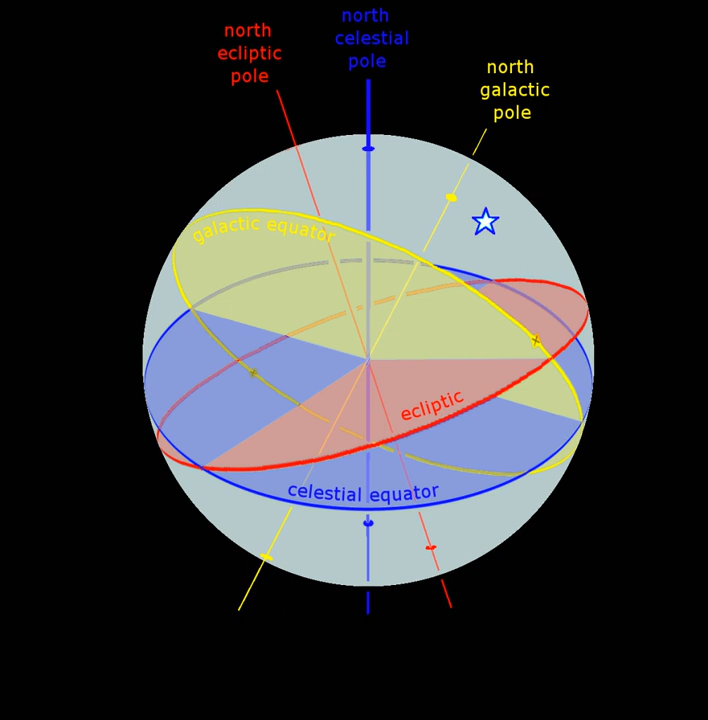 north
ecliptic
pole
north
celestial
pole
north
galactic
pole
galactic equator
ecliptic
celestial equator